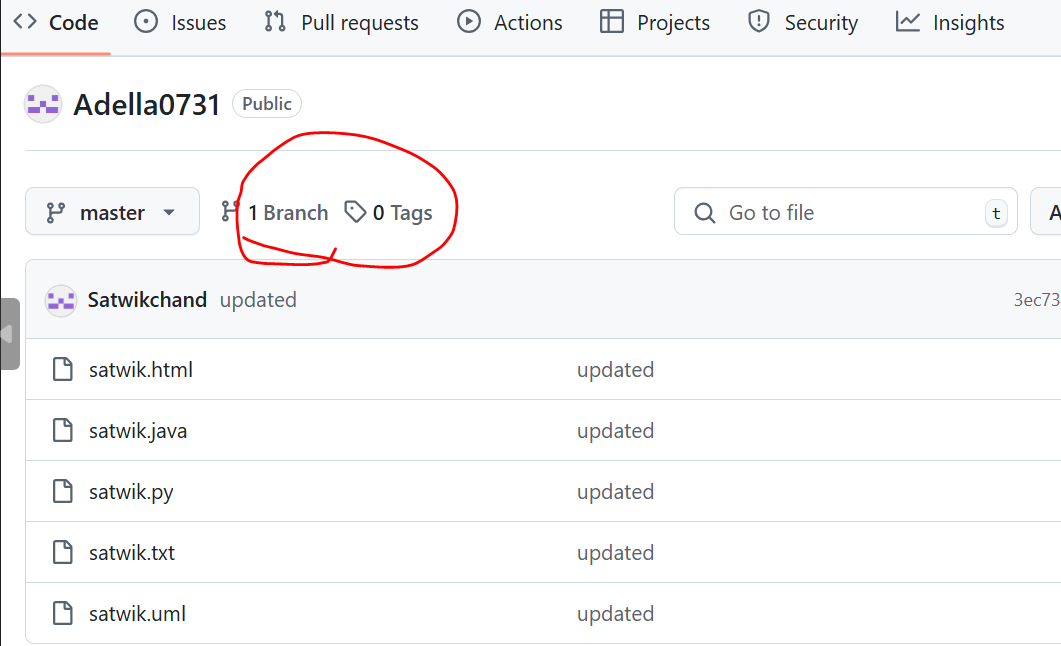 Code Issues Pull requests Actions Projects Security Insights
Adella0731 Public
master 1 Branch 0 Tags Go to file t A
Satwikchand updated 3ec73
satwik.html updated
satwik.java updated
satwik.py updated
satwik.txt updated
satwik.uml updated